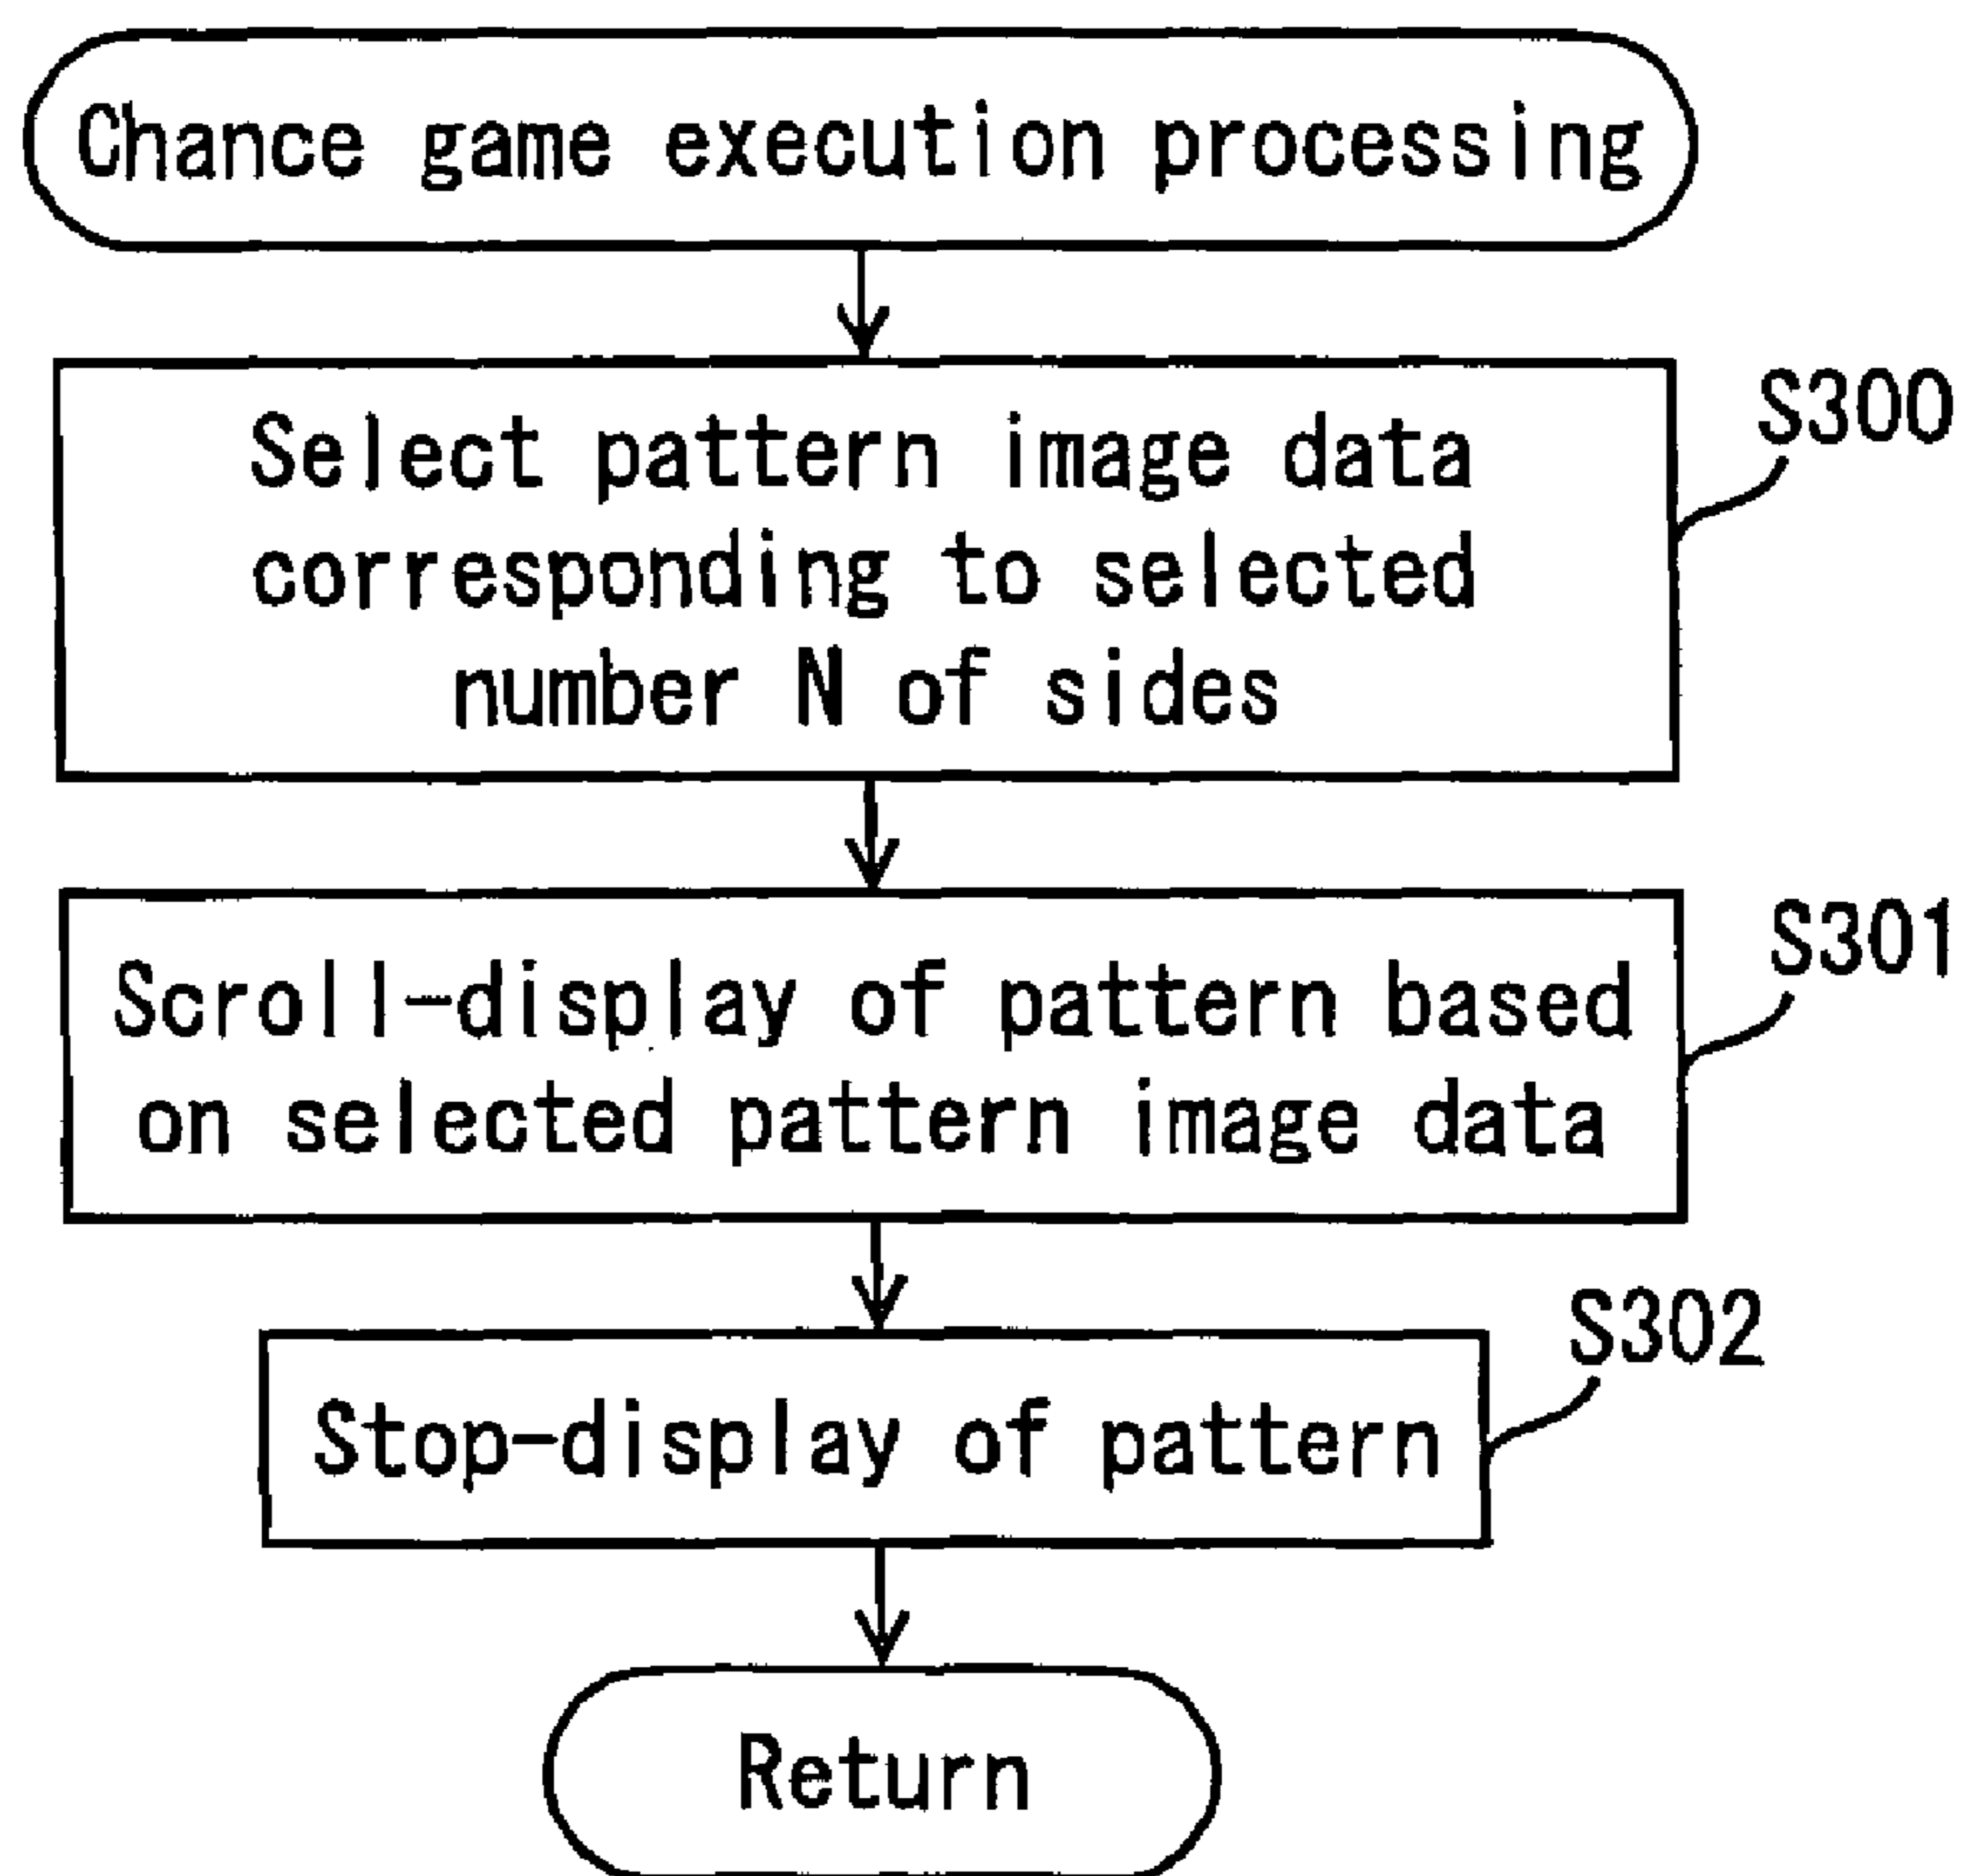 Chance game execution processing
S300
Select pattern image data
corresponding to selected
number N of sides
S301
Scroll-display of pattern based
on selected pattern image data
S302
Stop-display of pattern
Return